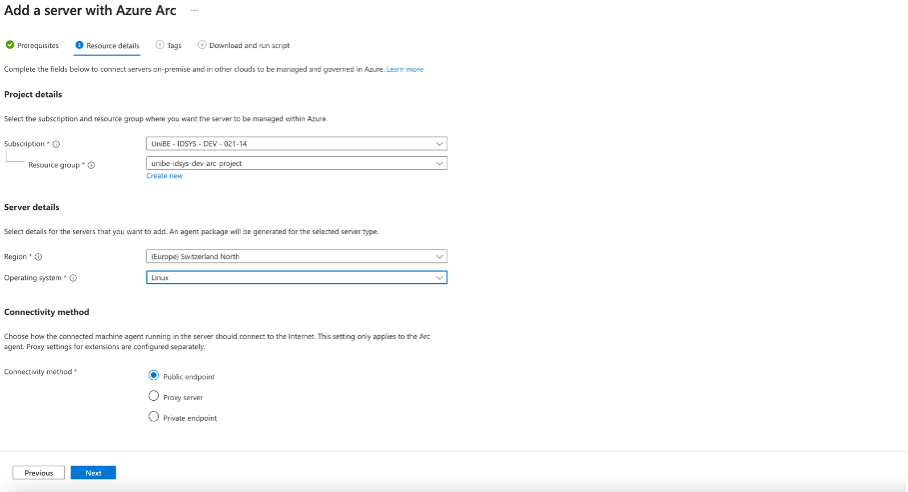 Add a server with Azure Arc ...
Prerequisites 2 Resource details 3 Tags 4 Download and run script
Complete the fields below to connect servers on-premise and in other clouds to be managed and governed in Azure. Learn more
Project details
Select the subscription and resource group where you want the server to be managed within Azure.
Subscription * UniBE - IDSYS - DEV - 021-14
Resource group * unibe-idsys-dev-arc-project
Create new
Server details
Select details for the servers that you want to add. An agent package will be generated for the selected server type.
Region * (Europe) Switzerland North
Operating system * Linux
Connectivity method
Choose how the connected machine agent running in the server should connect to the Internet. This setting only applies to the Arc
agent. Proxy settings for extensions are configured separately.
Connectivity method * Public endpoint
Proxy server
Private endpoint
Previous Next